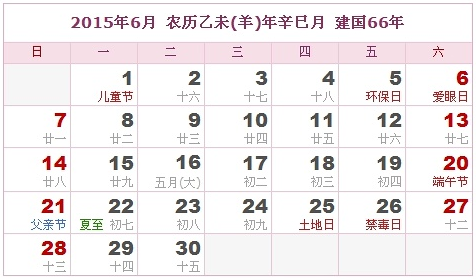 2015年6月 农历乙未(羊)年辛巳月 建国66年
日 一 二 三 四 五 六
1 2 3 4 5 6
儿童节 十六 十七 十八 环保日 爱眼日
7 8 9 10 11 12 13
廿一 廿二 廿三 廿四 廿五 廿六 廿七
14 15 16 17 18 19 20
廿八 廿九 五月(大) 初二 初三 初四 端午节
21 22 23 24 25 26 27
父亲节 夏至 初七 初八 初九 土地日 禁毒日 十二
28 29 30
十三 十四 十五